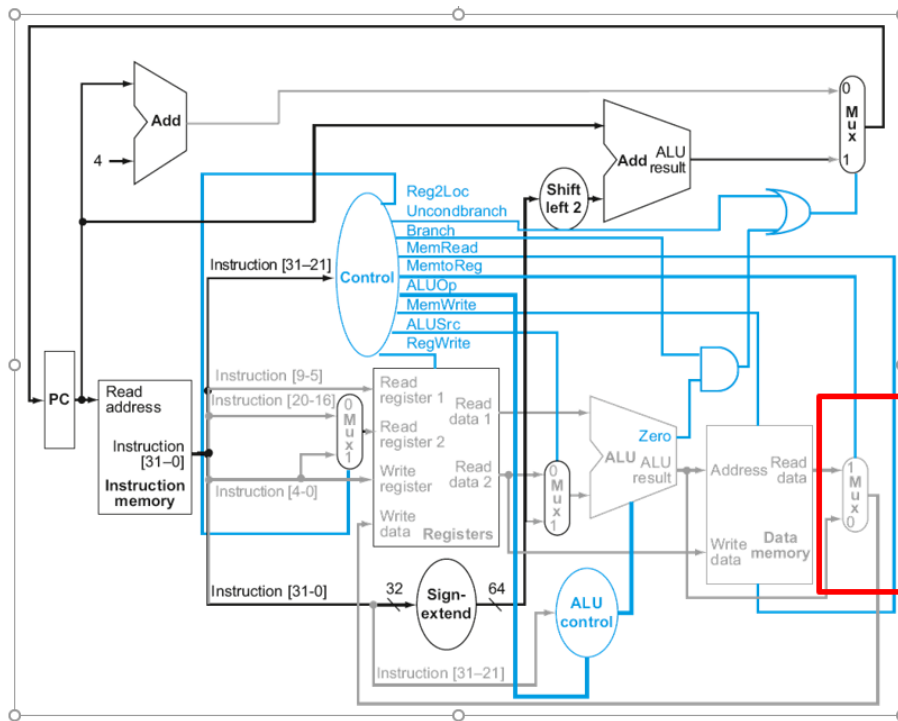 Add
4
0
M
u
x
1
Add
ALU
result
Shift
left 2
Reg2Loc
Uncondbranch
Branch
MemRead
MemtoReg
ALUOp
MemWrite
ALUSrc
RegWrite
Control
Instruction [31–21]
PC
Read
address
Instruction
[31–0]
Instruction
memory
Instruction [9-5]
Instruction [20-16]
Instruction [4-0]
0
M
u
x
1
Read
register 1
Read
register 2
Write
register
Write
data
Read
data 1
Read
data 2
Registers
0
M
u
x
1
Zero
ALU
ALU
result
Address
Read
data
Write
data
Data
memory
1
M
u
x
0
Instruction [31–0]
32
Sign-
extend
64
ALU
control
Instruction [31–21]